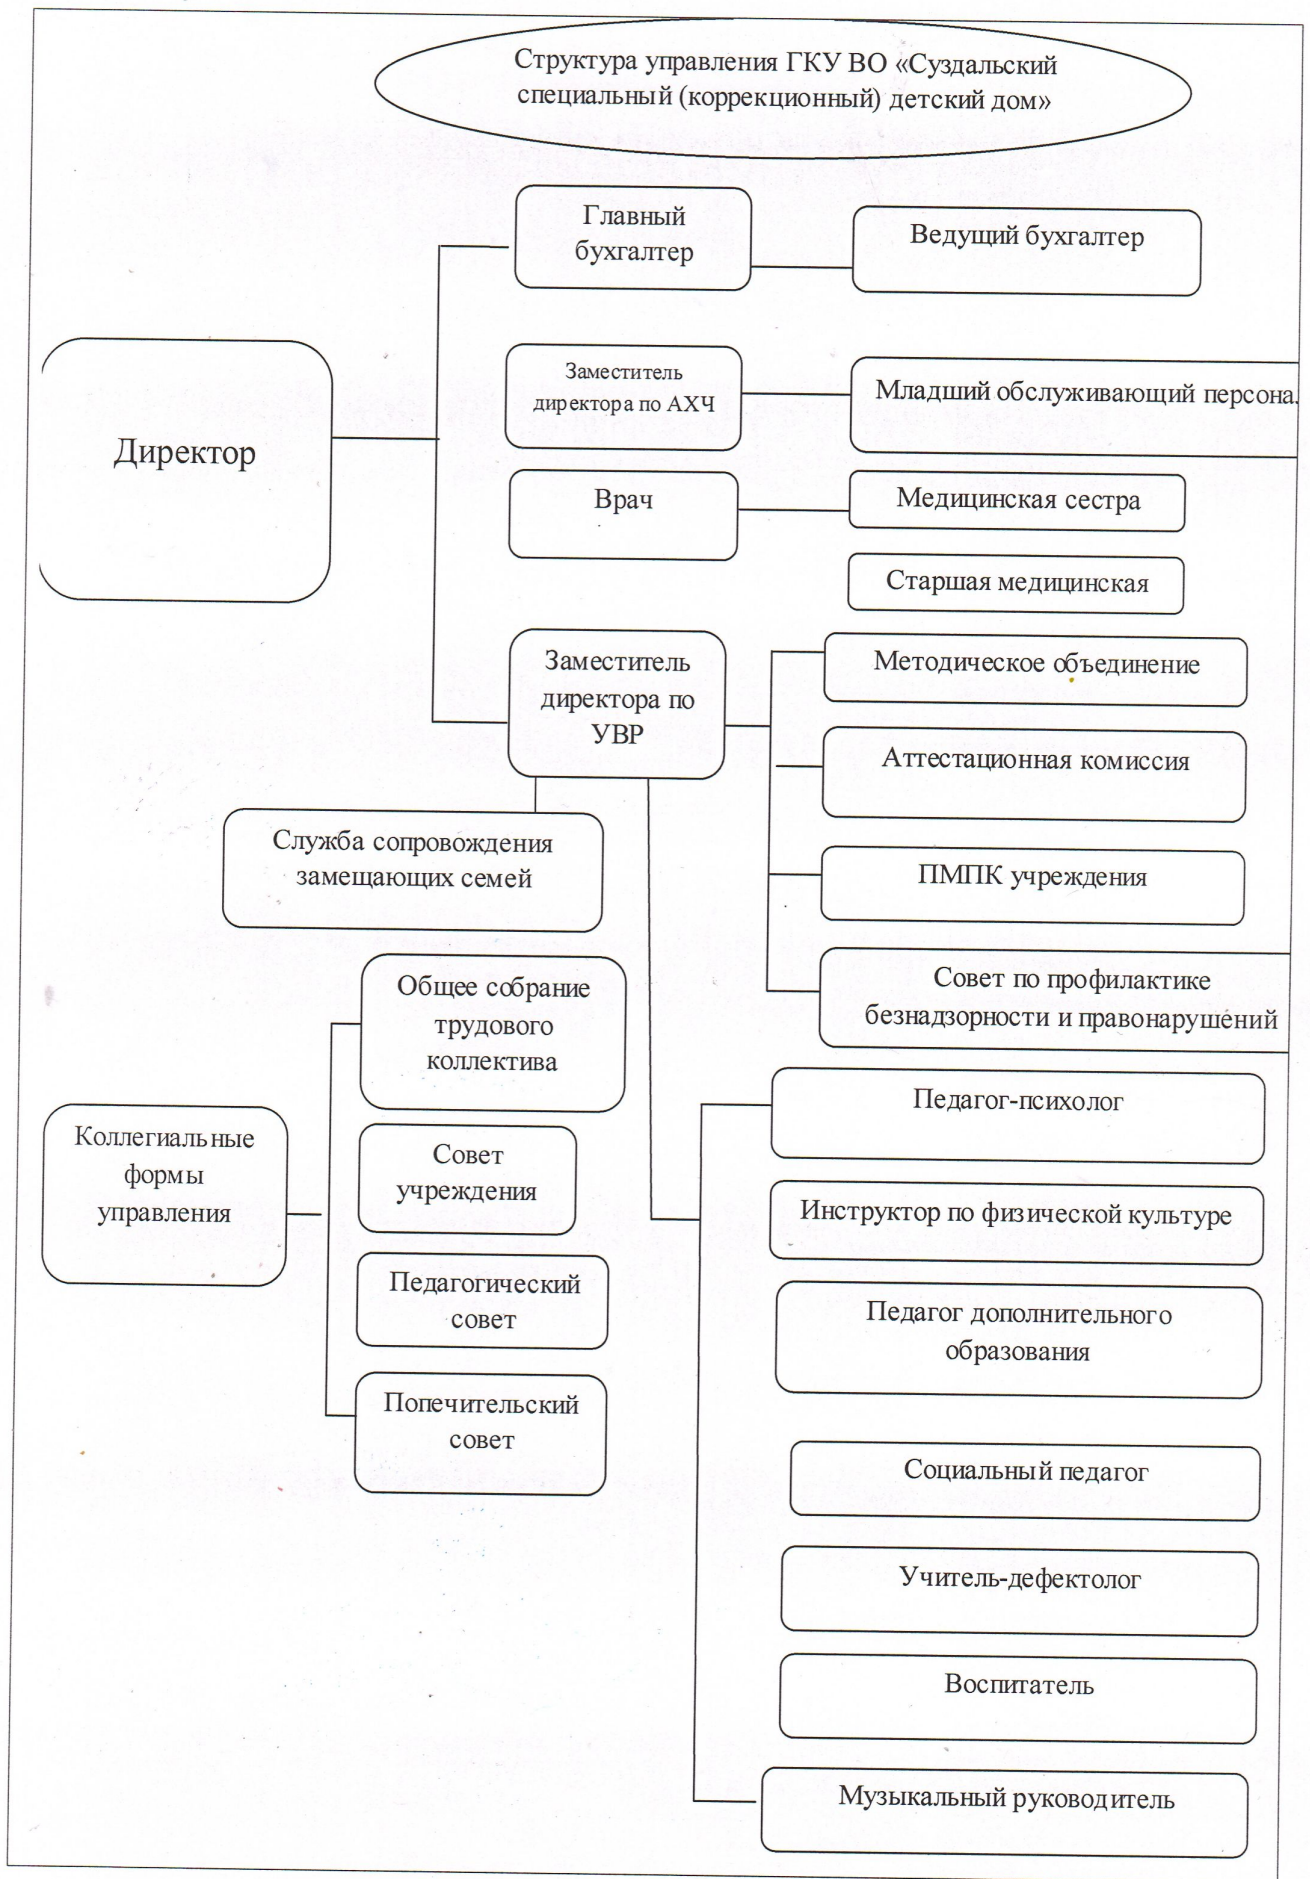 Структура управления ГКУ ВО «Суздальский
специальный (коррекционный) детский дом»
Главный
бухгалтер
Ведущий бухгалтер
Директор
Заместитель
директора по АХЧ
Младший обслуживающий персона
Врач
Медицинская сестра
Старшая медицинская
Заместитель
директора по
УВР
Методическое объединение
Аттестационная комиссия
ПМПК учреждения
Совет по профилактике
безнадзорности и правонарушений
Служба сопровождения
замещающих семей
Коллегиальные
формы
управления
Общее собрание
трудового
коллектива
Совет
учреждения
Педагогический
совет
Попечительский
совет
Педагог-психолог
Инструктор по физической культуре
Педагог дополнительного
образования
Социальный педагог
Учитель-дефектолог
Воспитатель
Музыкальный руководитель